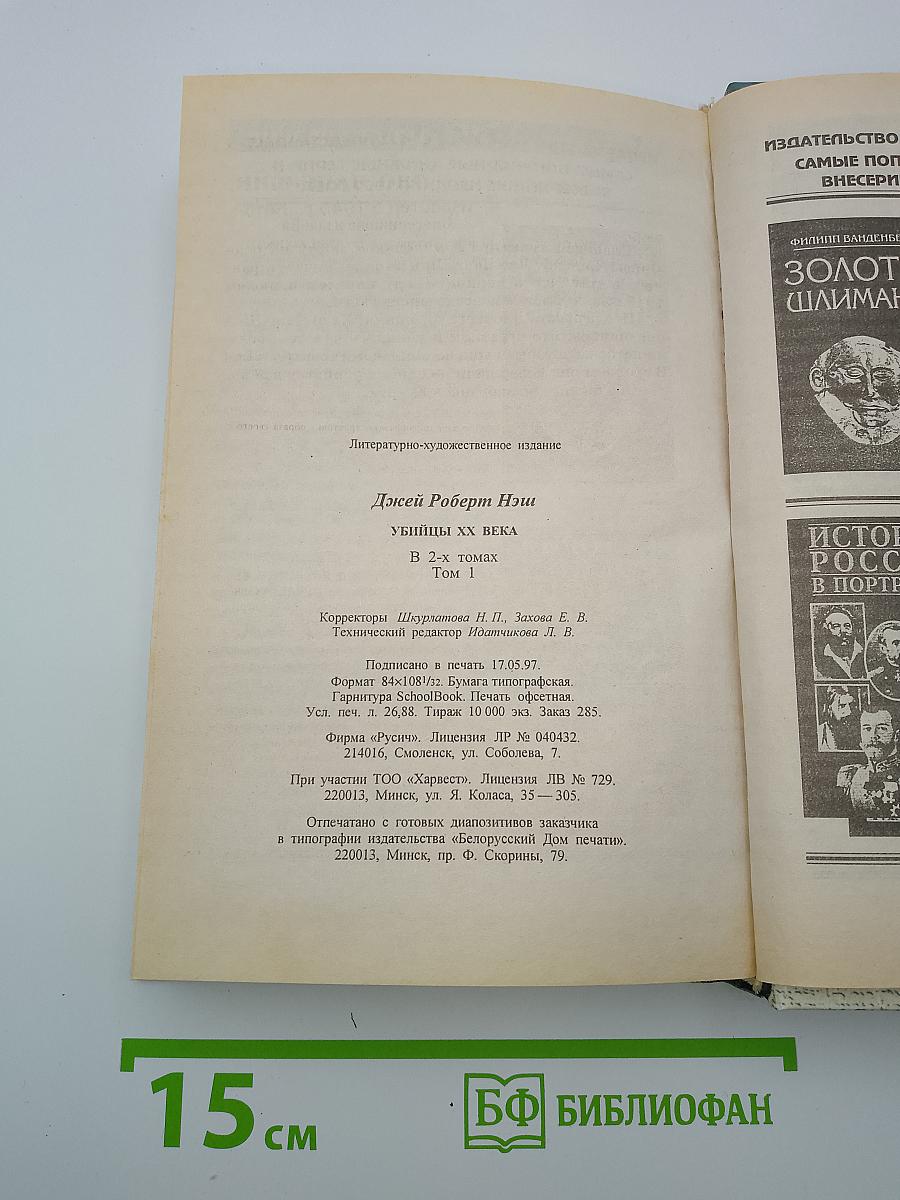 Литературно-художественное издание
Джей Роберт Нэш
УБИЙЦЫ XX ВЕКА
В 2-х томах
Том 1
Корректоры Шкурлатова Н. П., Захова Е. В.
Технический редактор Идатчикова Л. В.
Подписано в печать 17.05.97.
Формат 84×108¹/₃₂. Бумага типографская.
Гарнитура SchoolBook. Печать офсетная.
Усл. печ. л. 26,88. Тираж 10 000 экз. Заказ 285.
Фирма «Русич». Лицензия ЛР № 040432.
214016, Смоленск, ул. Соболева, 7.
При участии ТОО «Харвест». Лицензия ЛВ № 729.
220013, Минск, ул. Я. Коласа, 35 — 305.
Отпечатано с готовых диапозитивов заказчика
в типографии издательства «Белорусский Дом печати».
220013, Минск, пр. Ф. Скорины, 79.
ИЗДАТЕЛЬСТВО
САМЫЕ ПОП
ВНЕСЕРИ
ФИЛИПП ВАНДЕНБЕ
ЗОЛОТ
ШЛИМАН
ИСТОР
РОСС
В ПОРТР
15 см
БФ БИБЛИОФАН